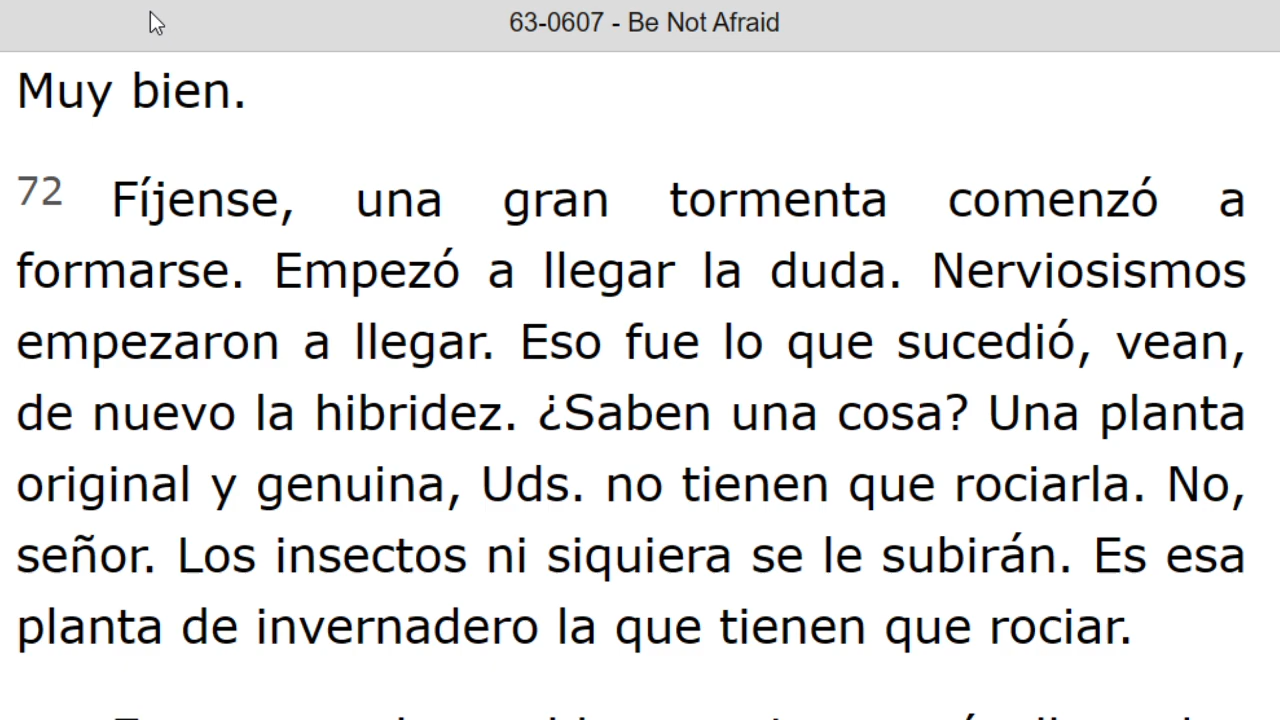 63-0607 - Be Not Afraid
Muy bien.
72 Fíjense, una gran tormenta comenzó a
formarse. Empezó a llegar la duda. Nerviosismos
empezaron a llegar. Eso fue lo que sucedió, vean,
de nuevo la hibridez. ¿Saben una cosa? Una planta
original y genuina, Uds. no tienen que rociarla. No,
señor. Los insectos ni siquiera se le subirán. Es esa
planta de invernadero la que tienen que rociar.